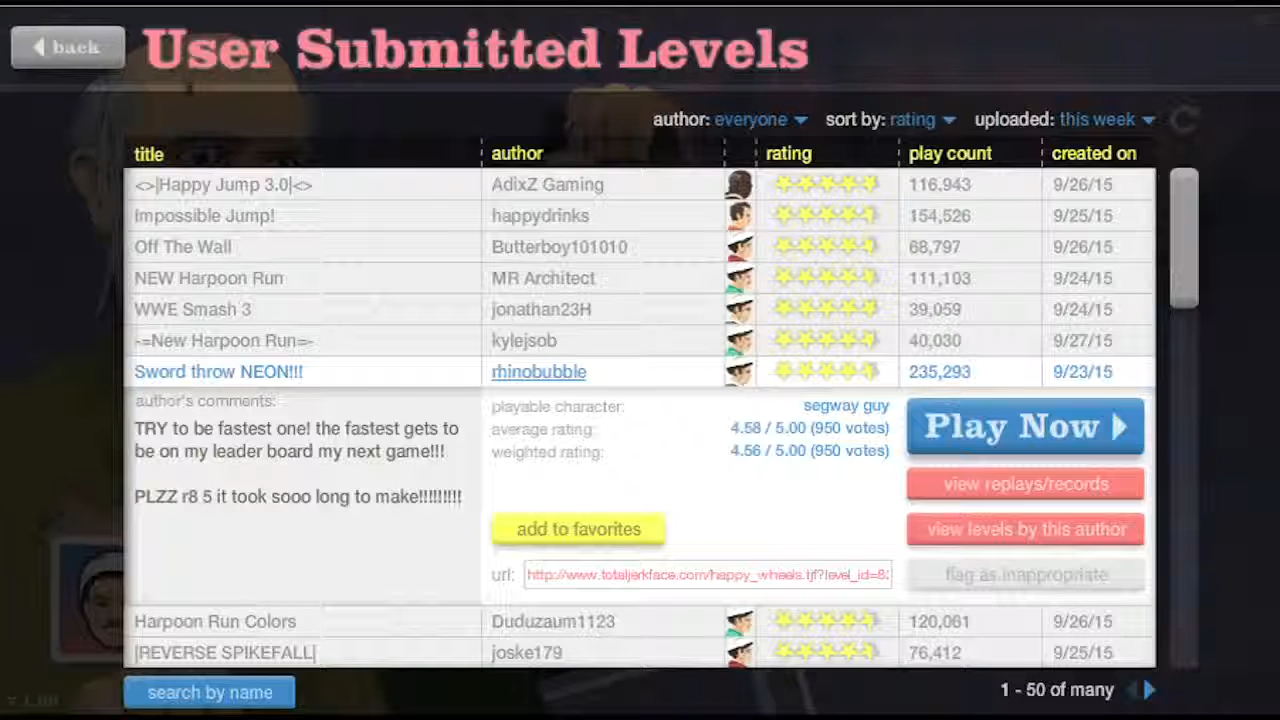 back
User Submitted Levels
author: everyone sort by: rating uploaded: this week
title author rating play count created on
<>|Happy Jump 3.0|<> AdixZ Gaming 116,943 9/26/15
Impossible Jump! happydrinks 154,526 9/25/15
Off The Wall Butterboy101010 68,797 9/26/15
NEW Harpoon Run MR Architect 111,103 9/24/15
WWE Smash 3 jonathan23H 39,059 9/24/15
-=New Harpoon Run=- kylejsob 40,030 9/27/15
Sword throw NEON!!! rhinobubble 235,293 9/23/15
author's comments:
TRY to be fastest one! the fastest gets to
be on my leader board my next game!!!
PLZZ r8 5 it took sooo long to make!!!!!!!!!
playable character: segway guy
average rating: 4.58 / 5.00 (950 votes)
weighted rating: 4.56 / 5.00 (950 votes)
add to favorites
url: http://www.totaljerkface.com/happy_wheels.tjf?level_id=8
Play Now
view replays/records
view levels by this author
flag as inappropriate
Harpoon Run Colors Duduzaum1123 120,061 9/26/15
|REVERSE SPIKEFALL| joske179 76,412 9/25/15
search by name
1 - 50 of many